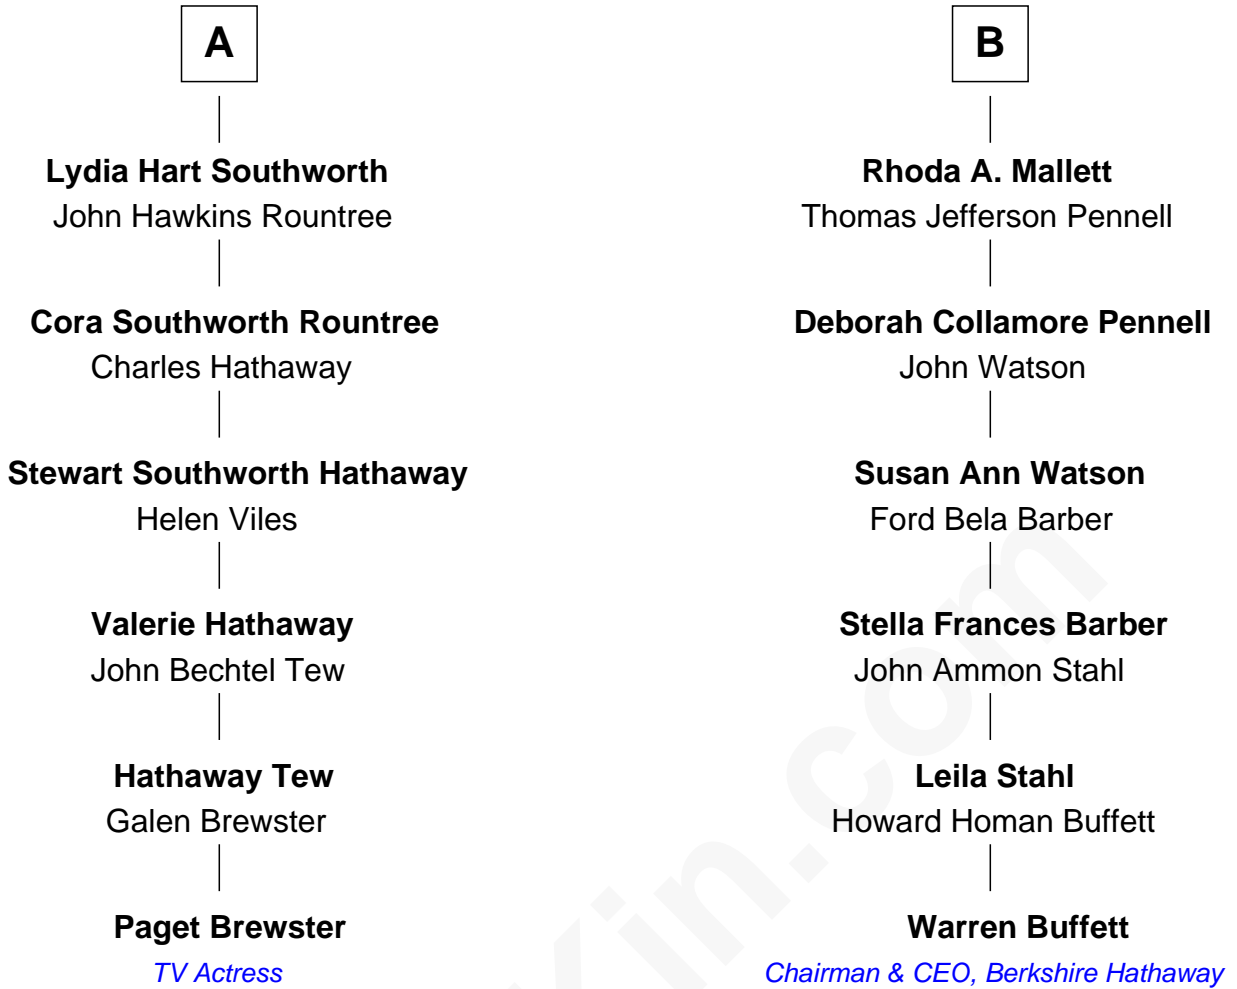 A
Lydia Hart Southworth
John Hawkins Rountree
Cora Southworth Rountree
Charles Hathaway
Stewart Southworth Hathaway
Helen Viles
Valerie Hathaway
John Bechtel Tew
Hathaway Tew
Galen Brewster
Paget Brewster
TV Actress
B
Rhoda A. Mallett
Thomas Jefferson Pennell
Deborah Collamore Pennell
John Watson
Susan Ann Watson
Ford Bela Barber
Stella Frances Barber
John Ammon Stahl
Leila Stahl
Howard Homan Buffett
Warren Buffett
Chairman & CEO, Berkshire Hathaway
Kin.com